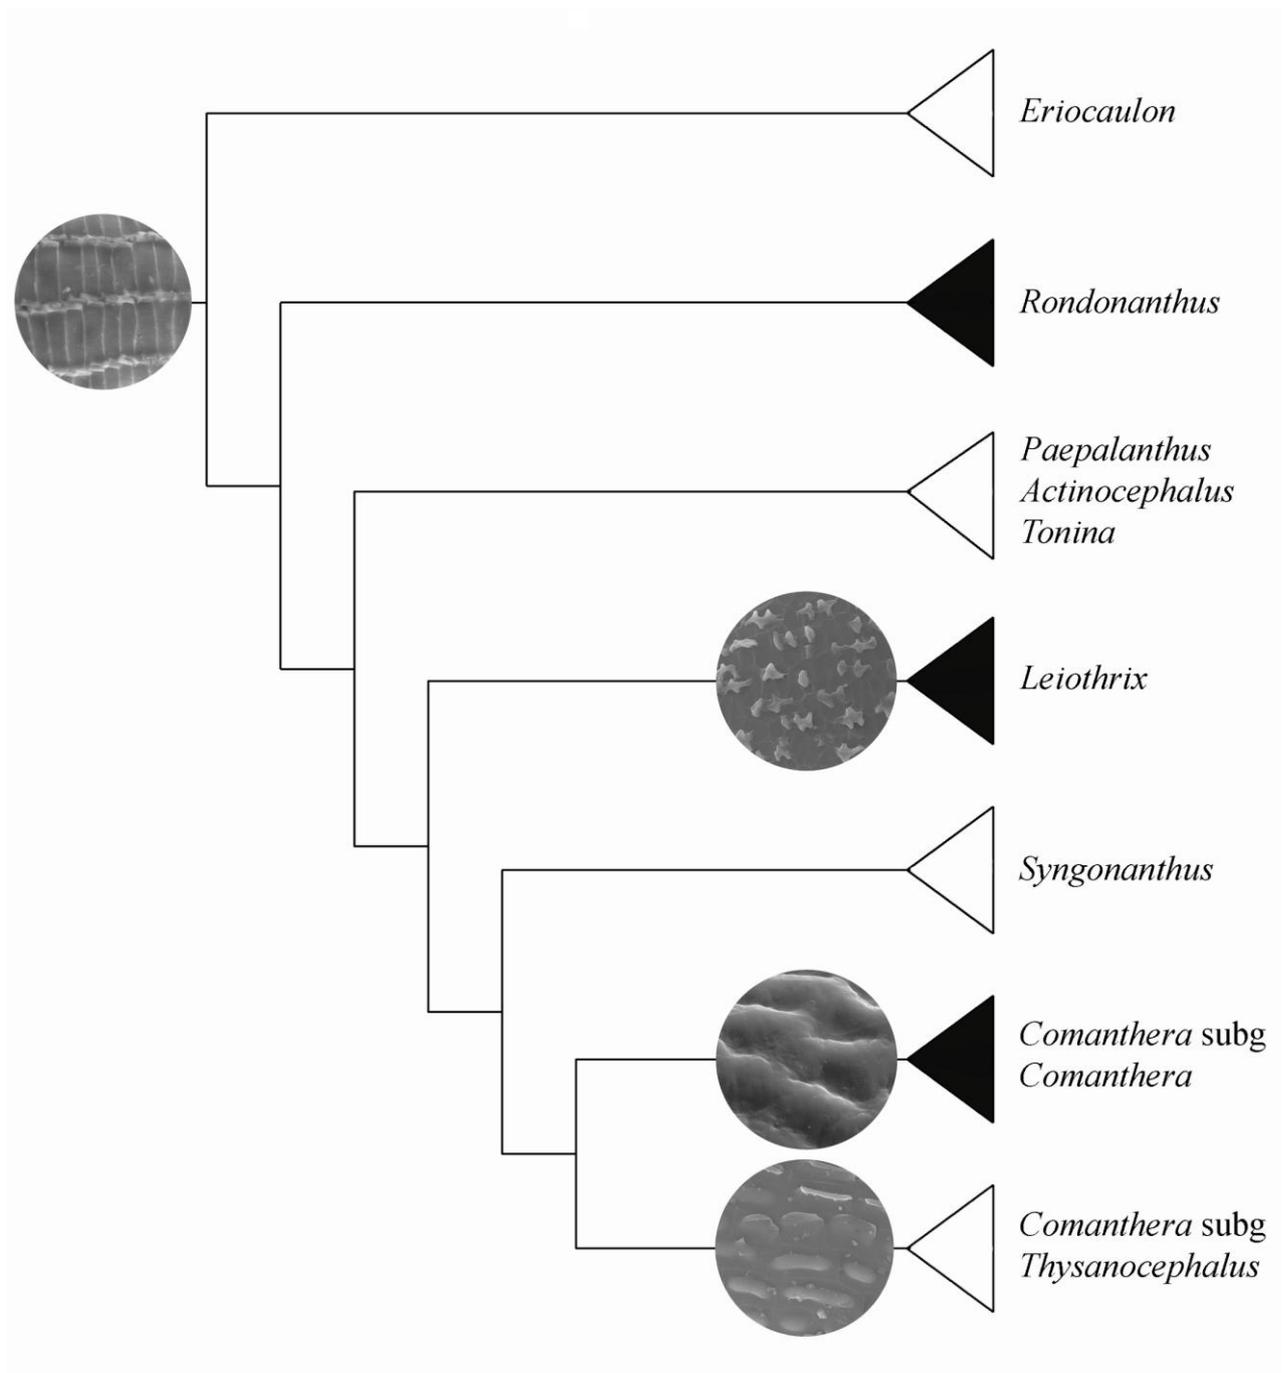 Eriocaulon
Rondonanthus
Paepalanthus
Actinocephalus
Tonina
Leiothrix
Syngonanthus
Comanthera subg
Comanthera
Comanthera subg
Thysanocephalus